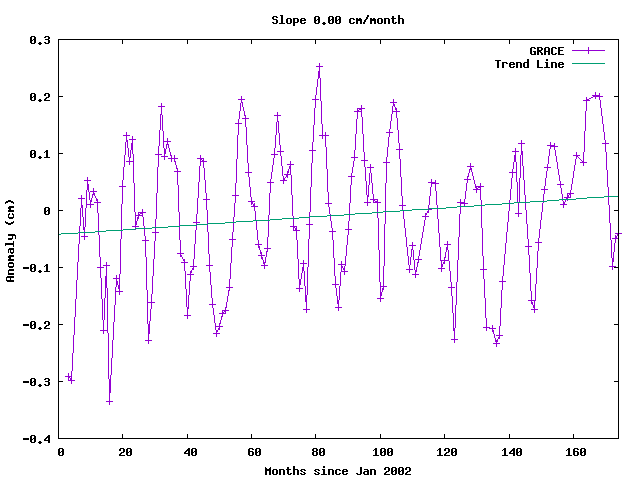 Slope 0.00 cm/month
0.3
GRACE
Trend Line
0.2
0.1
0
Anomaly (cm)
-0.1
-0.2
-0.3
-0.4
0 20 40 60 80 100 120 140 160
Months since Jan 2002